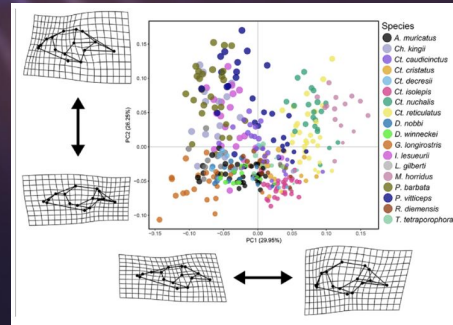 Species
A. muricatus
Ch. kingii
Ct. caudicinctus
Ct. cristatus
Ct. decresii
Ct. isolepis
Ct. nuchalis
Ct. reticulatus
D. nobbi
D. winneckei
G. longirostris
I. lesueurii
L. gilberti
M. horridus
P. barbata
P. vitticeps
R. diemensis
T. tetraporophora
PC2 (26.25%)
0.15
0.10
0.05
0.00
-0.05
-0.10
-0.15
-0.10
-0.05
0.00
0.05
0.10
0.15
PC1 (29.95%)